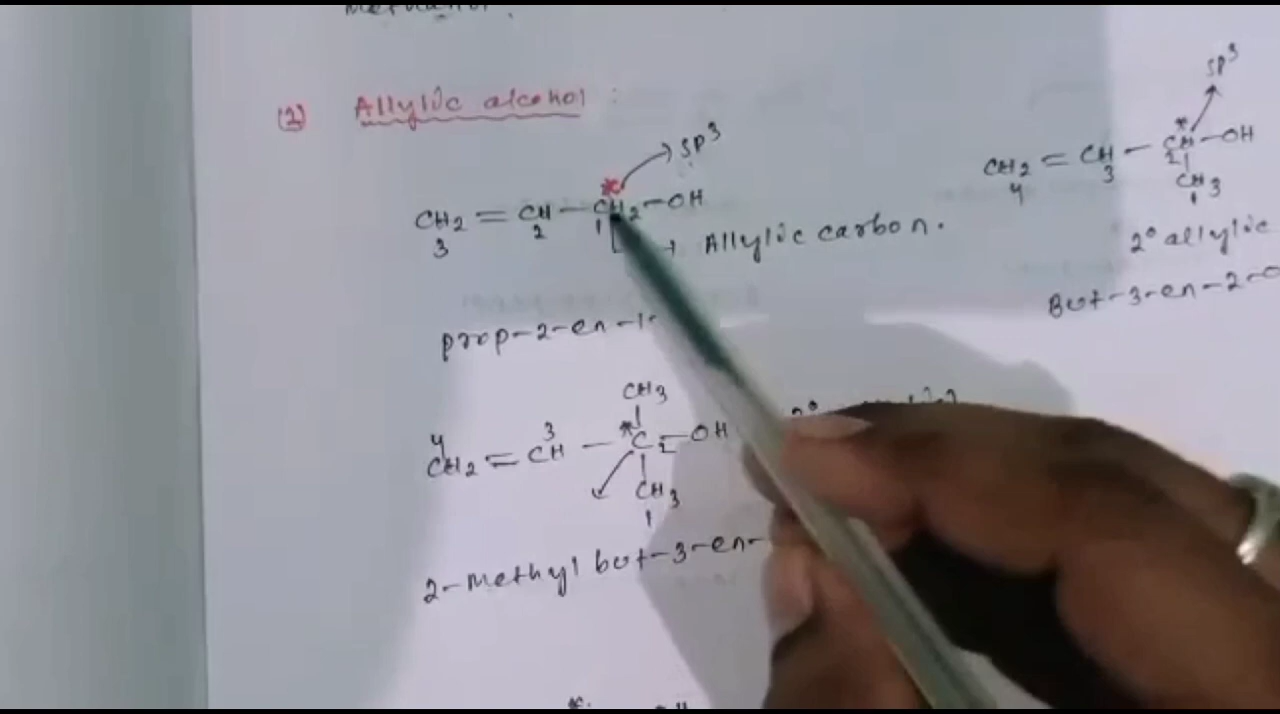 (2) Allylic alcohol :
SP3
CH2 = CH - CH2 - OH
3 2 1
* Allylic carbon.
prop-2-en-1-
CH3
4 3 *
CH2 = CH - C - OH
2
CH3
1
2-Methyl but-3-en-
SP3
*
CH2 = CH - CH - OH
4 3 2
CH3
1
2° allylic
But-3-en-2-O